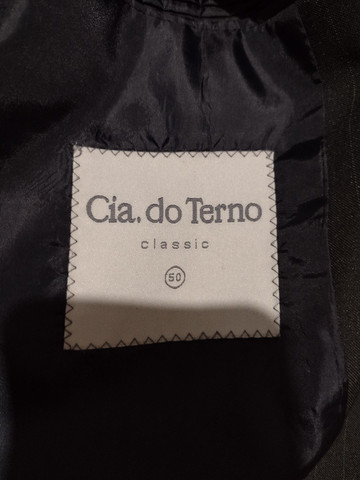 Cia. do Terno
classic
50